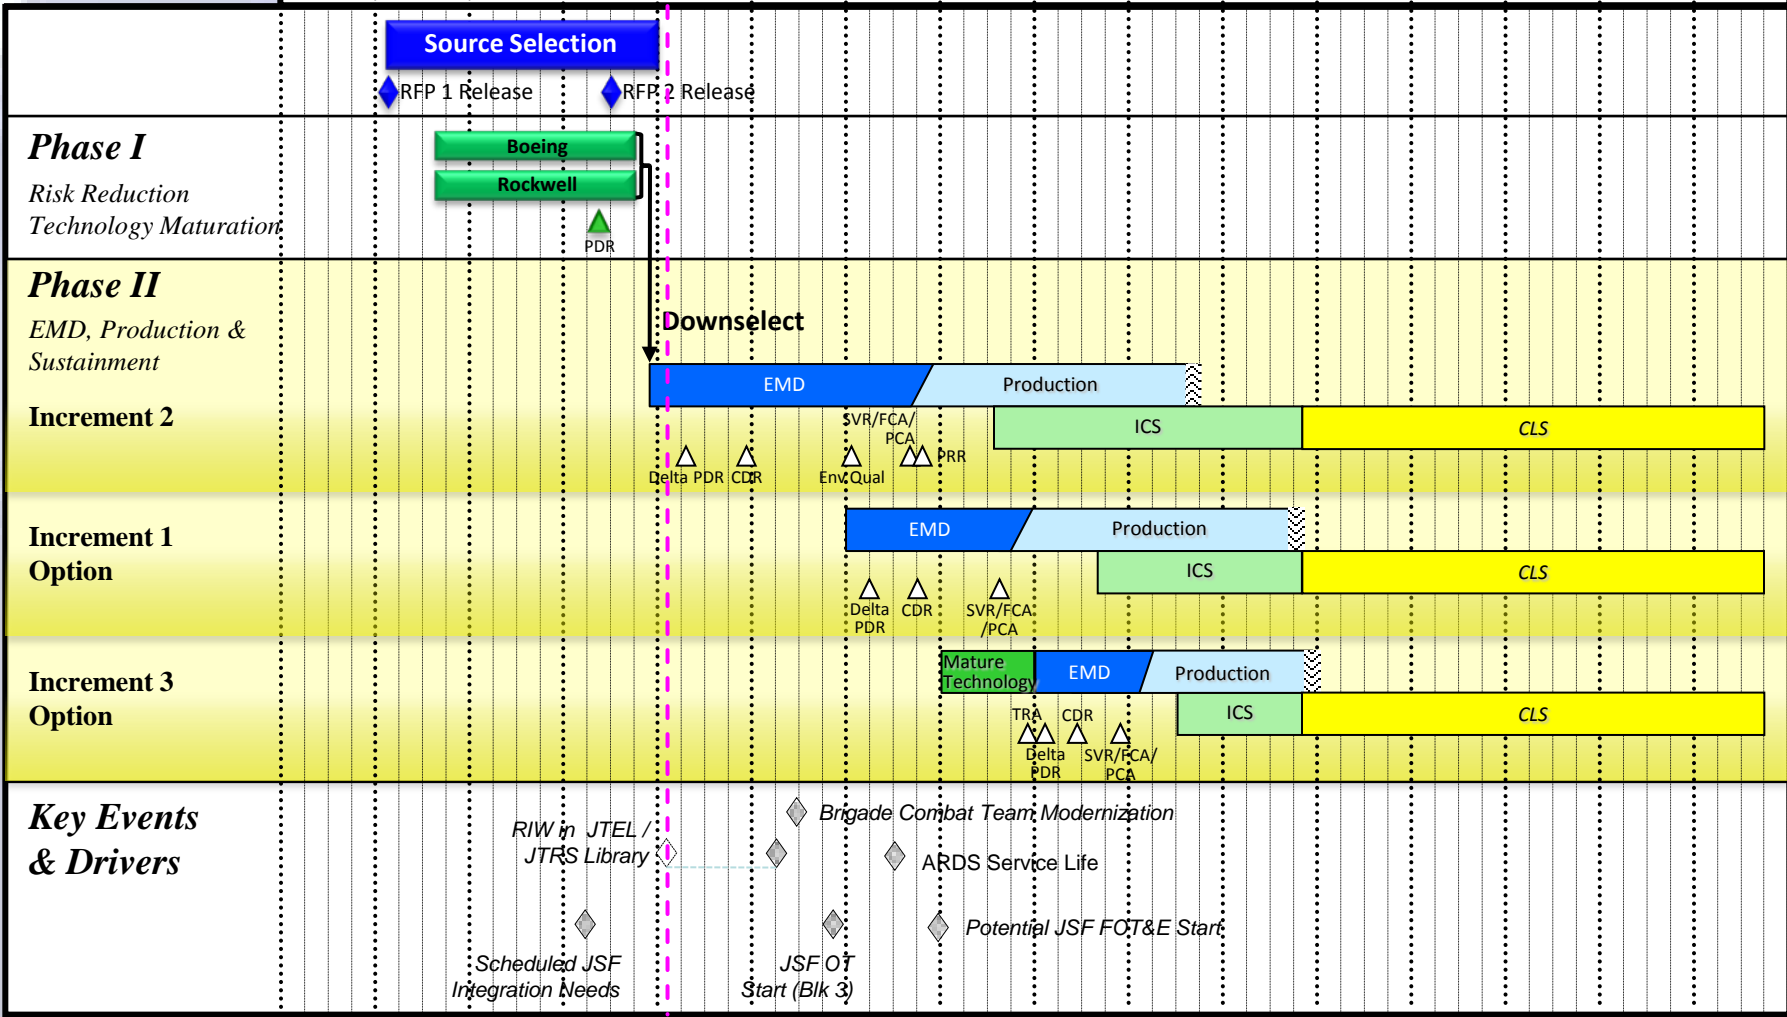 Source Selection
RFP 1 Release
RFP 2 Release
Phase I
Risk Reduction
Technology Maturation
Boeing
Rockwell
PDR
Phase II
EMD, Production &
Sustainment
Downselect
EMD
Production
Increment 2
ICS
CLS
SVR/FCA/
PCA
PRR
Delta PDR
CDR
Env Qual
Increment 1
Option
EMD
Production
ICS
CLS
Delta
PDR
CDR
SVR/FCA
/PCA
Increment 3
Option
Mature
Technology
EMD
Production
ICS
CLS
TRA
CDR
Delta
PDR
SVR/FCA/
PCA
Key Events
& Drivers
Brigade Combat Team Modernization
RIW in JTEL /
JTRS Library
ARDS Service Life
Potential JSF FOT&E Start
Scheduled JSF
Integration Needs
JSF OT
Start (Blk 3)